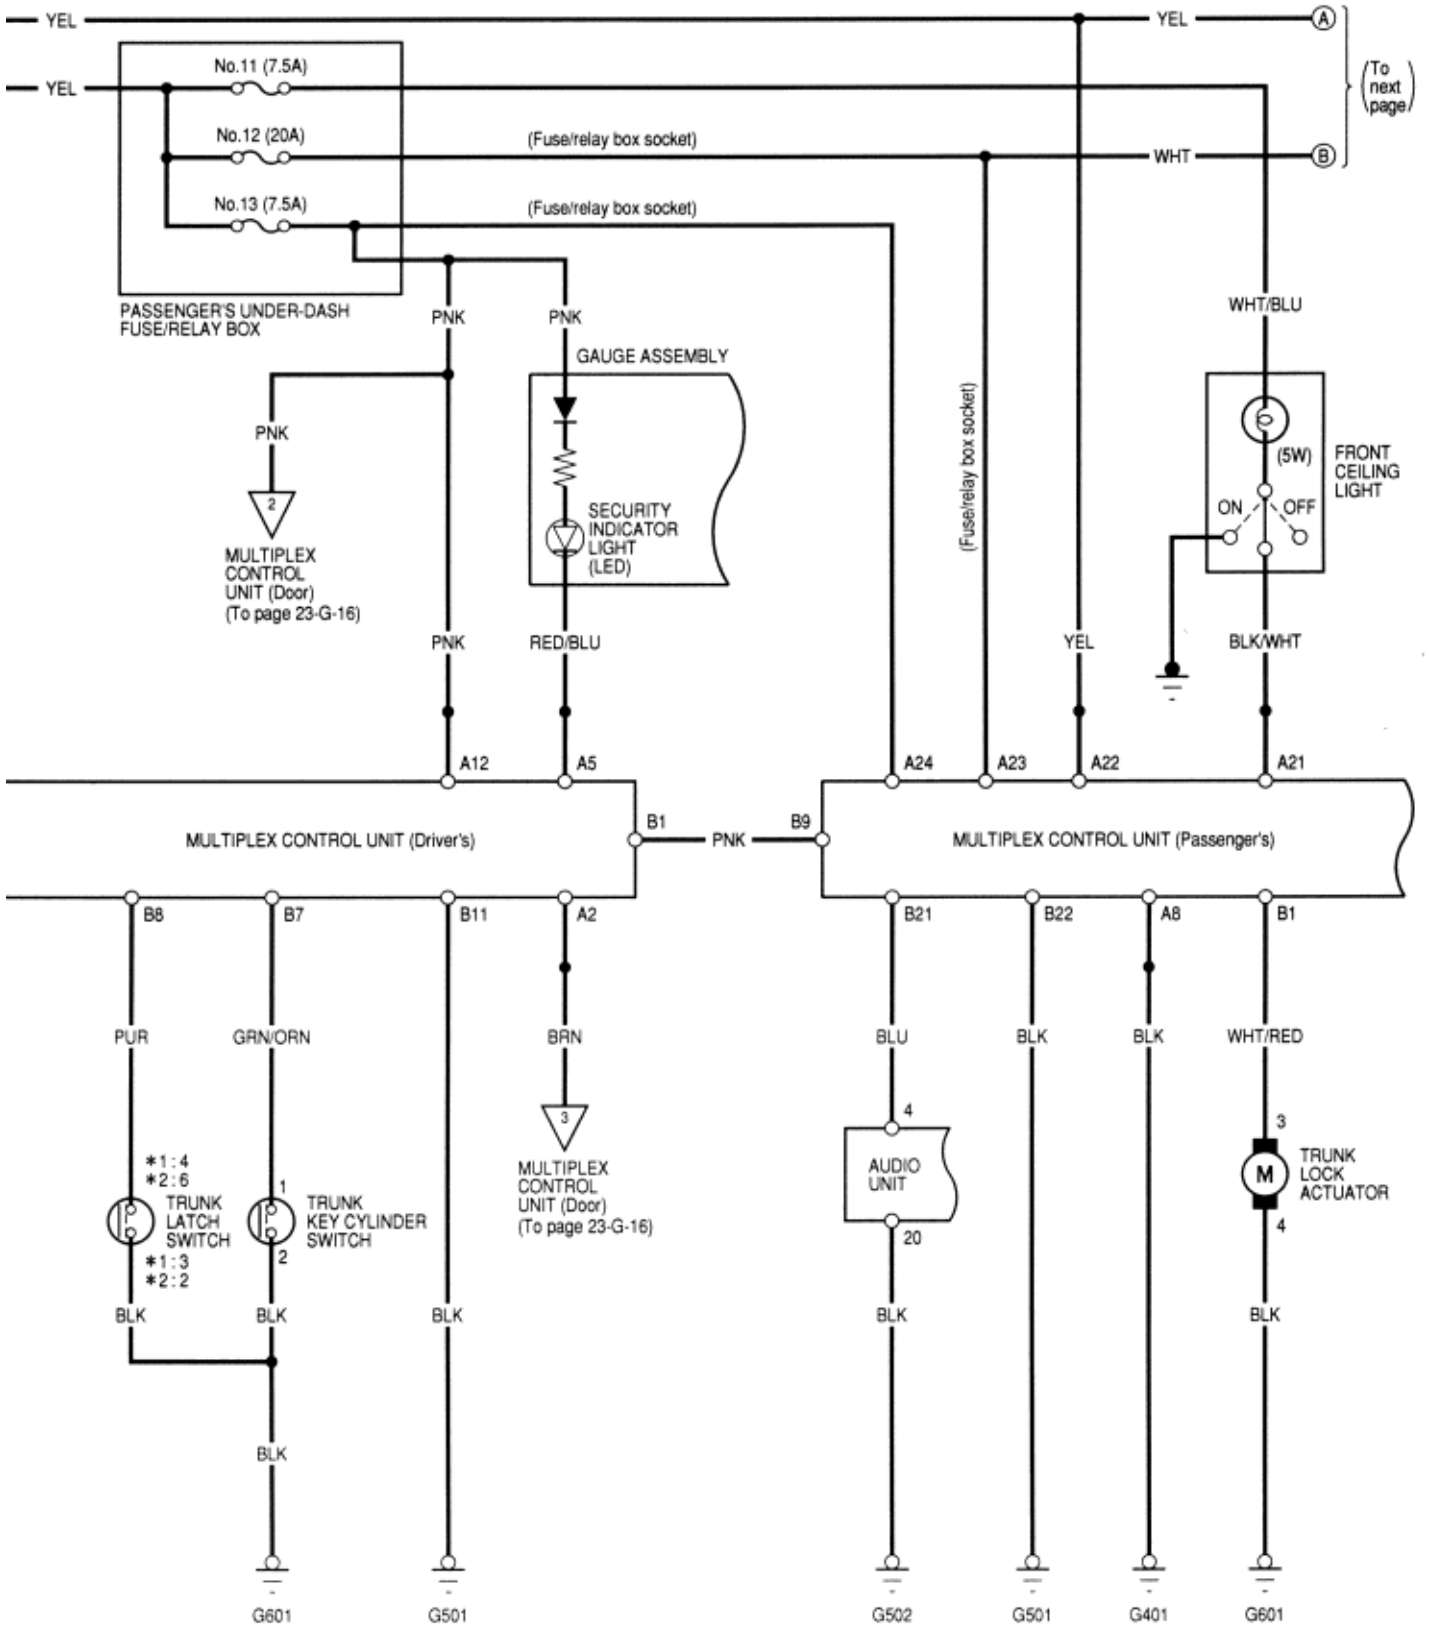 YEL
YEL
A
(To
next
page)
YEL
No.11 (7.5A)
No.12 (20A)
(Fuse/relay box socket)
WHT
B
No.13 (7.5A)
(Fuse/relay box socket)
PASSENGER'S UNDER-DASH
FUSE/RELAY BOX
PNK
PNK
WHT/BLU
GAUGE ASSEMBLY
PNK
2
MULTIPLEX
CONTROL
UNIT (Door)
(To page 23-G-16)
SECURITY
INDICATOR
LIGHT
(LED)
(Fuse/relay box socket)
(5W)
ON
OFF
FRONT
CEILING
LIGHT
PNK
RED/BLU
YEL
BLK/WHT
A12
A5
A24
A23
A22
A21
MULTIPLEX CONTROL UNIT (Driver's)
B1
PNK
B9
MULTIPLEX CONTROL UNIT (Passenger's)
B8
B7
B11
A2
B21
B22
A8
B1
PUR
GRN/ORN
BRN
BLU
BLK
BLK
WHT/RED
3
MULTIPLEX
CONTROL
UNIT (Door)
(To page 23-G-16)
*1:4
*2:6
TRUNK
LATCH
SWITCH
*1:3
*2:2
1
TRUNK
KEY CYLINDER
SWITCH
2
4
AUDIO
UNIT
20
3
M
TRUNK
LOCK
ACTUATOR
4
BLK
BLK
BLK
BLK
BLK
BLK
G601
G501
G502
G501
G401
G601